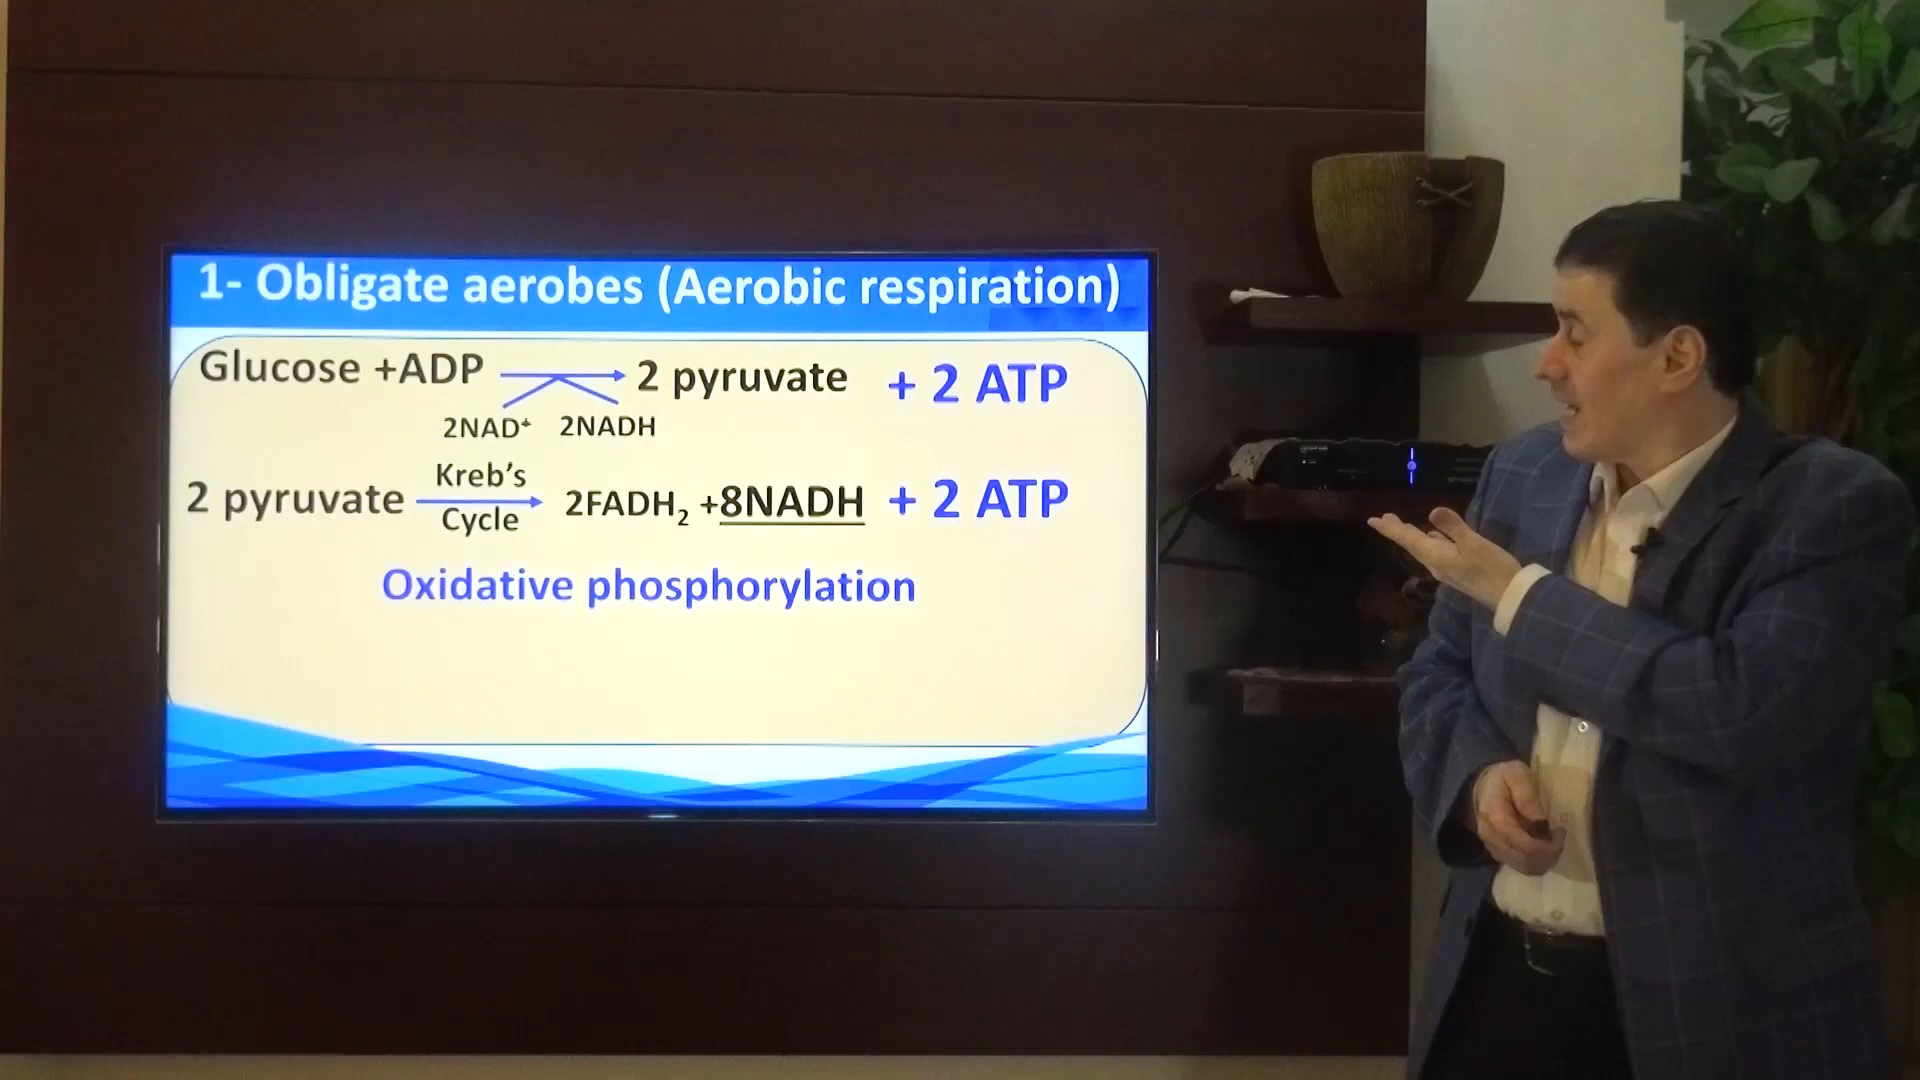 1- Obligate aerobes (Aerobic respiration)
Glucose +ADP 2 pyruvate + 2 ATP
2NAD⁺ 2NADH
Kreb's
2 pyruvate 2FADH₂ +8NADH + 2 ATP
Cycle
Oxidative phosphorylation